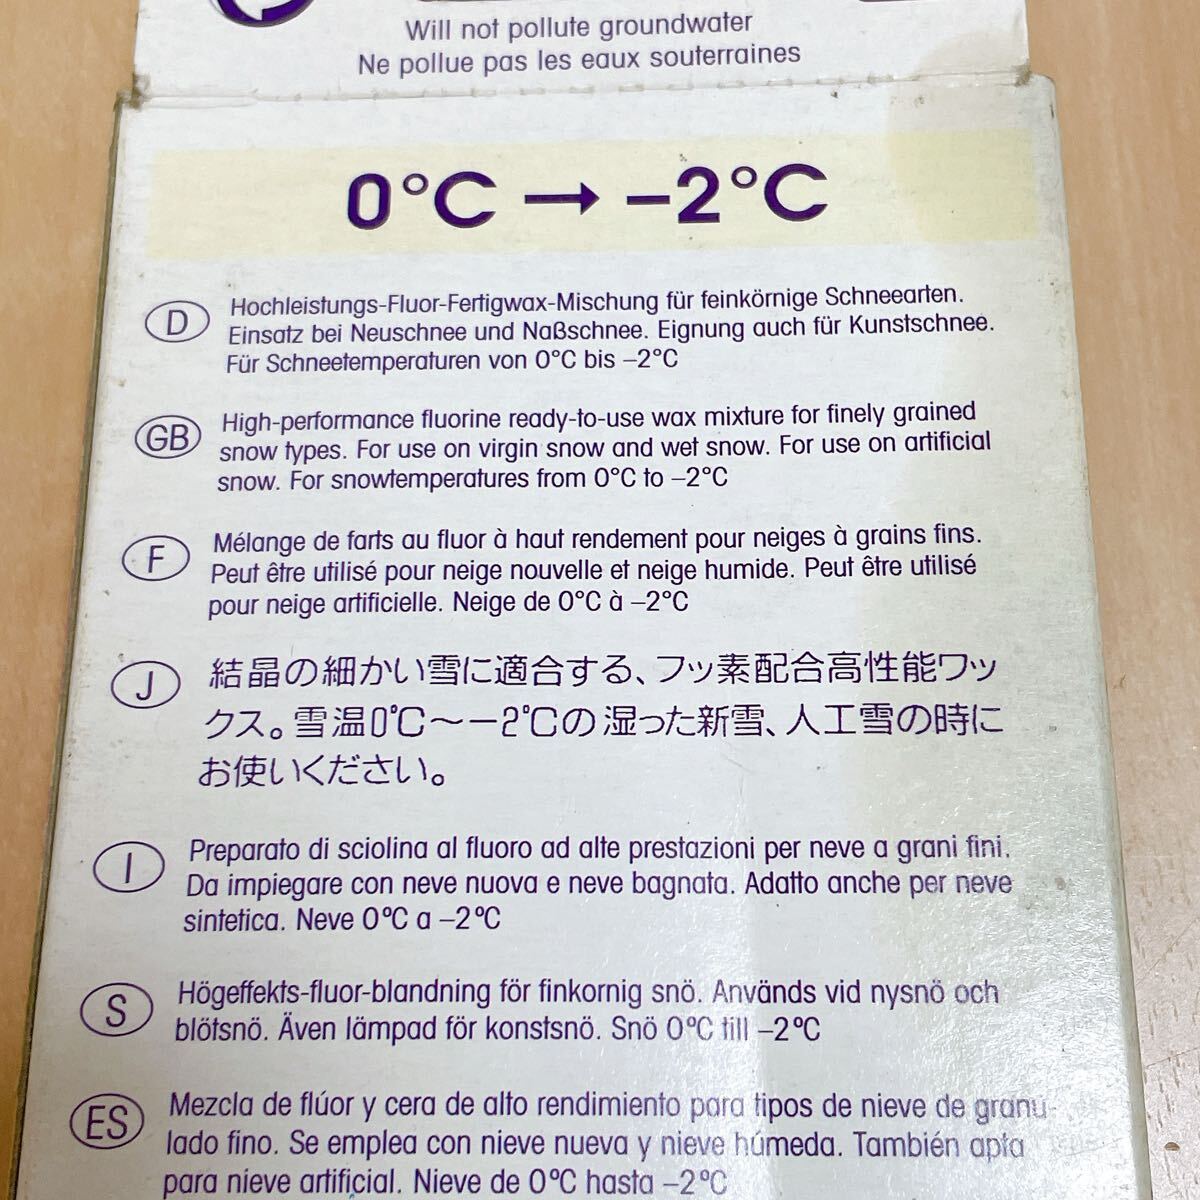 Will not pollute groundwater
Ne pollue pas les eaux souterraines
0°C → –2°C
D
Hochleistungs-Fluor-Fertigwax-Mischung für feinkörnige Schneearten.
Einsatz bei Neuschnee und Naßschnee. Eignung auch für Kunstschnee.
Für Schneetemperaturen von 0°C bis –2°C
GB
High-performance fluorine ready-to-use wax mixture for finely grained
snow types. For use on virgin snow and wet snow. For use on artificial
snow. For snowtemperatures from 0°C to –2°C
F
Mélange de farts au fluor à haut rendement pour neiges à grains fins.
Peut être utilisé pour neige nouvelle et neige humide. Peut être utilisé
pour neige artificielle. Neige de 0°C à –2°C
J
結晶の細かい雪に適合する、フッ素配合高性能ワッ
クス。雪温0℃～−2℃の湿った新雪、人工雪の時に
お使いください。
I
Preparato di sciolina al fluoro ad alte prestazioni per neve a grani fini.
Da impiegare con neve nuova e neve bagnata. Adatto anche per neve
sintetica. Neve 0°C a –2°C
S
Högeffekts-fluor-blandning för finkornig snö. Används vid nysnö och
blötsnö. Även lämpad för konstsnö. Snö 0°C till –2°C
ES
Mezcla de flúor y cera de alto rendimiento para tipos de nieve de granu-
lado fino. Se emplea con nieve nueva y nieve húmeda. También apta
para nieve artificial. Nieve de 0°C hasta –2°C